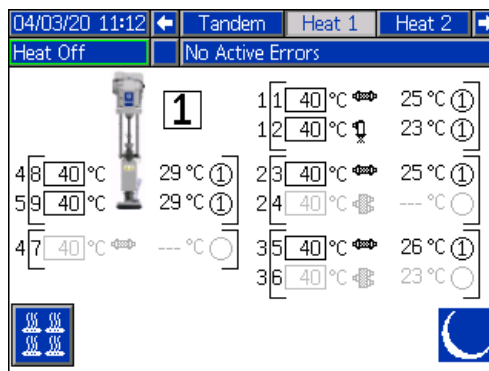 04/03/20 11:12 Tandem Heat 1 Heat 2
Heat Off No Active Errors
1
1 1 40 °C 25 °C 1
1 2 40 °C 23 °C 1
4 8 40 °C 29 °C 1
5 9 40 °C 29 °C 1
4 7 40 °C --- °C
2 3 40 °C 25 °C 1
2 4 40 °C --- °C
3 5 40 °C 26 °C 1
3 6 40 °C 23 °C